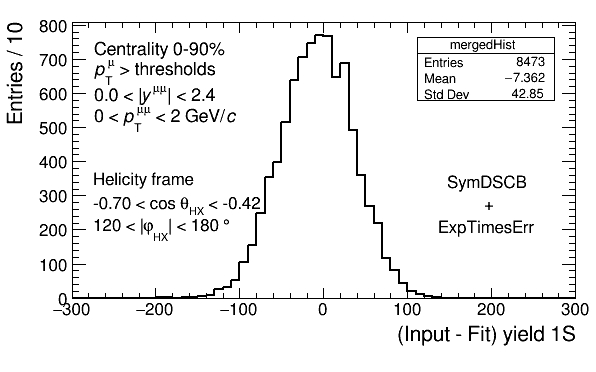 Entries / 10
800
700
600
500
400
300
200
100
0
Centrality 0-90%
p_T^μ > thresholds
0.0 < |y^μμ| < 2.4
0 < p_T^μμ < 2 GeV/c
Helicity frame
-0.70 < cos θ_HX < -0.42
120 < |φ_HX| < 180 °
mergedHist
Entries 8473
Mean −7.362
Std Dev 42.85
SymDSCB
+
ExpTimesErr
−300 −200 −100 0 100 200 300
(Input - Fit) yield 1S